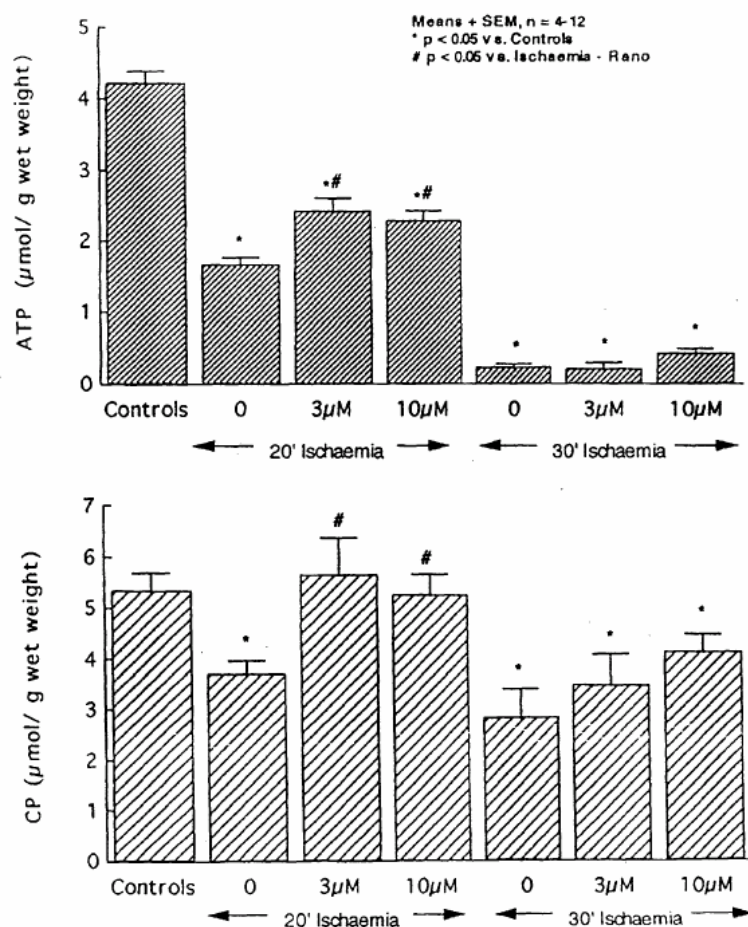 Means + SEM, n = 4-12
* p < 0.05 vs. Controls
# p < 0.05 vs. Ischaemia - Rano
ATP (µmol/ g wet weight)
5
4
3
2
1
0
* *# *# * * *
Controls 0 3µM 10µM 0 3µM 10µM
20' Ischaemia 30' Ischaemia
CP (µmol/ g wet weight)
7
6
5
4
3
2
1
0
* # # * * *
Controls 0 3µM 10µM 0 3µM 10µM
20' Ischaemia 30' Ischaemia